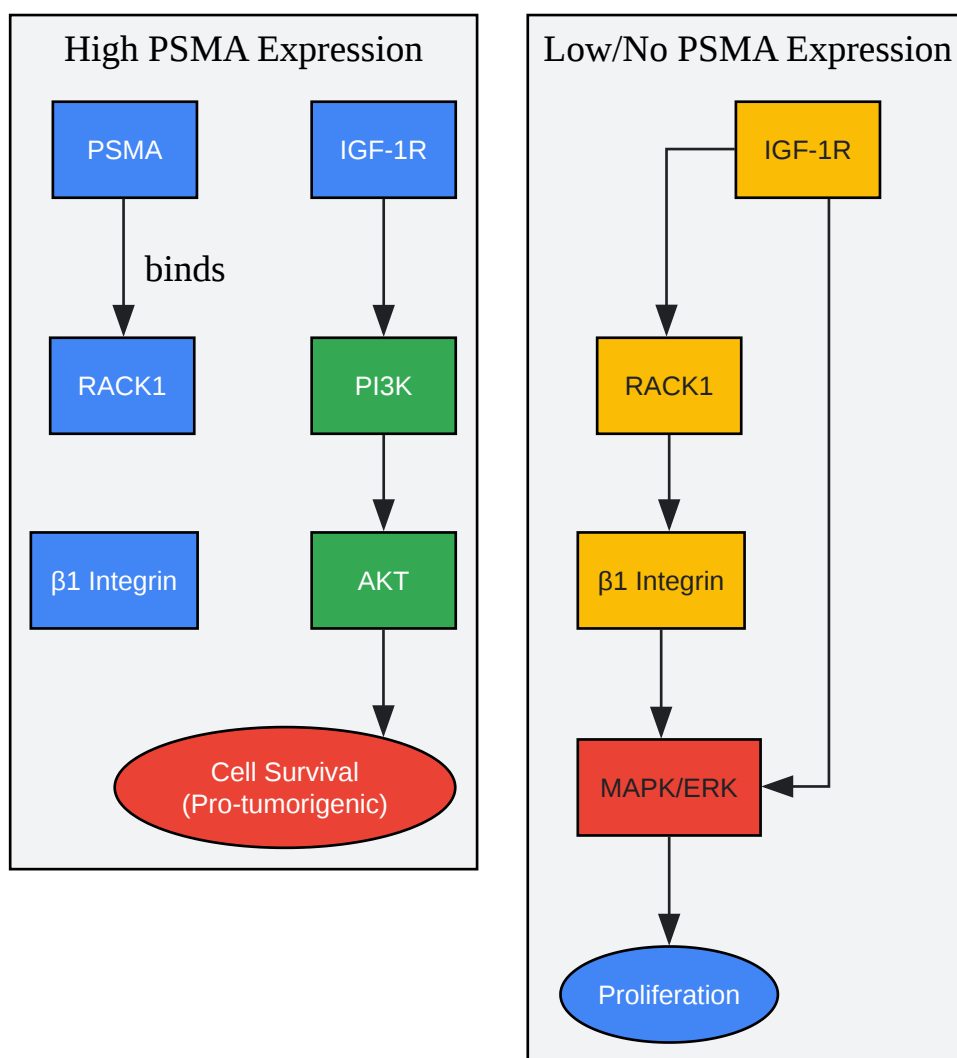 High PSMA Expression
PSMA
IGF-1R
binds
RACK1
PI3K
β1 Integrin
AKT
Cell Survival
(Pro-tumorigenic)
Low/No PSMA Expression
IGF-1R
RACK1
β1 Integrin
MAPK/ERK
Proliferation